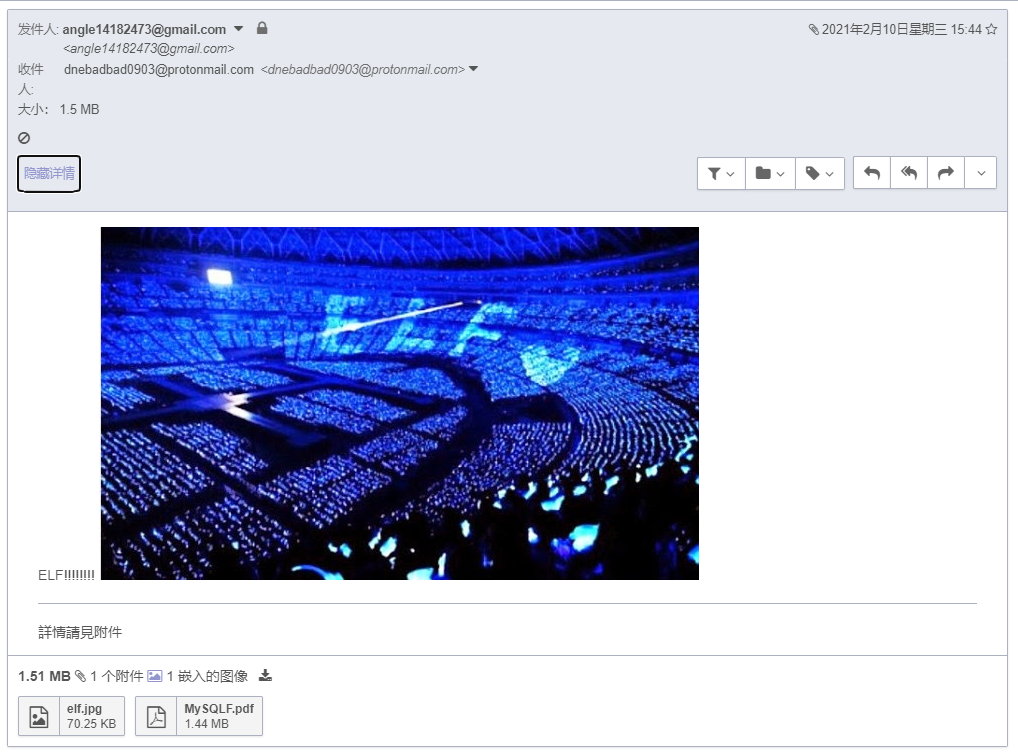 发件人: angle14182473@gmail.com
2021年2月10日星期三 15:44
<angle14182473@gmail.com>
收件人: dnebadbad0903@protonmail.com <dnebadbad0903@protonmail.com>
大小: 1.5 MB
隐藏详情
ELF
ELF!!!!!!!!
詳情請見附件
1.51 MB 1 个附件 1 嵌入的图像
elf.jpg
70.25 KB
MySQLF.pdf
1.44 MB